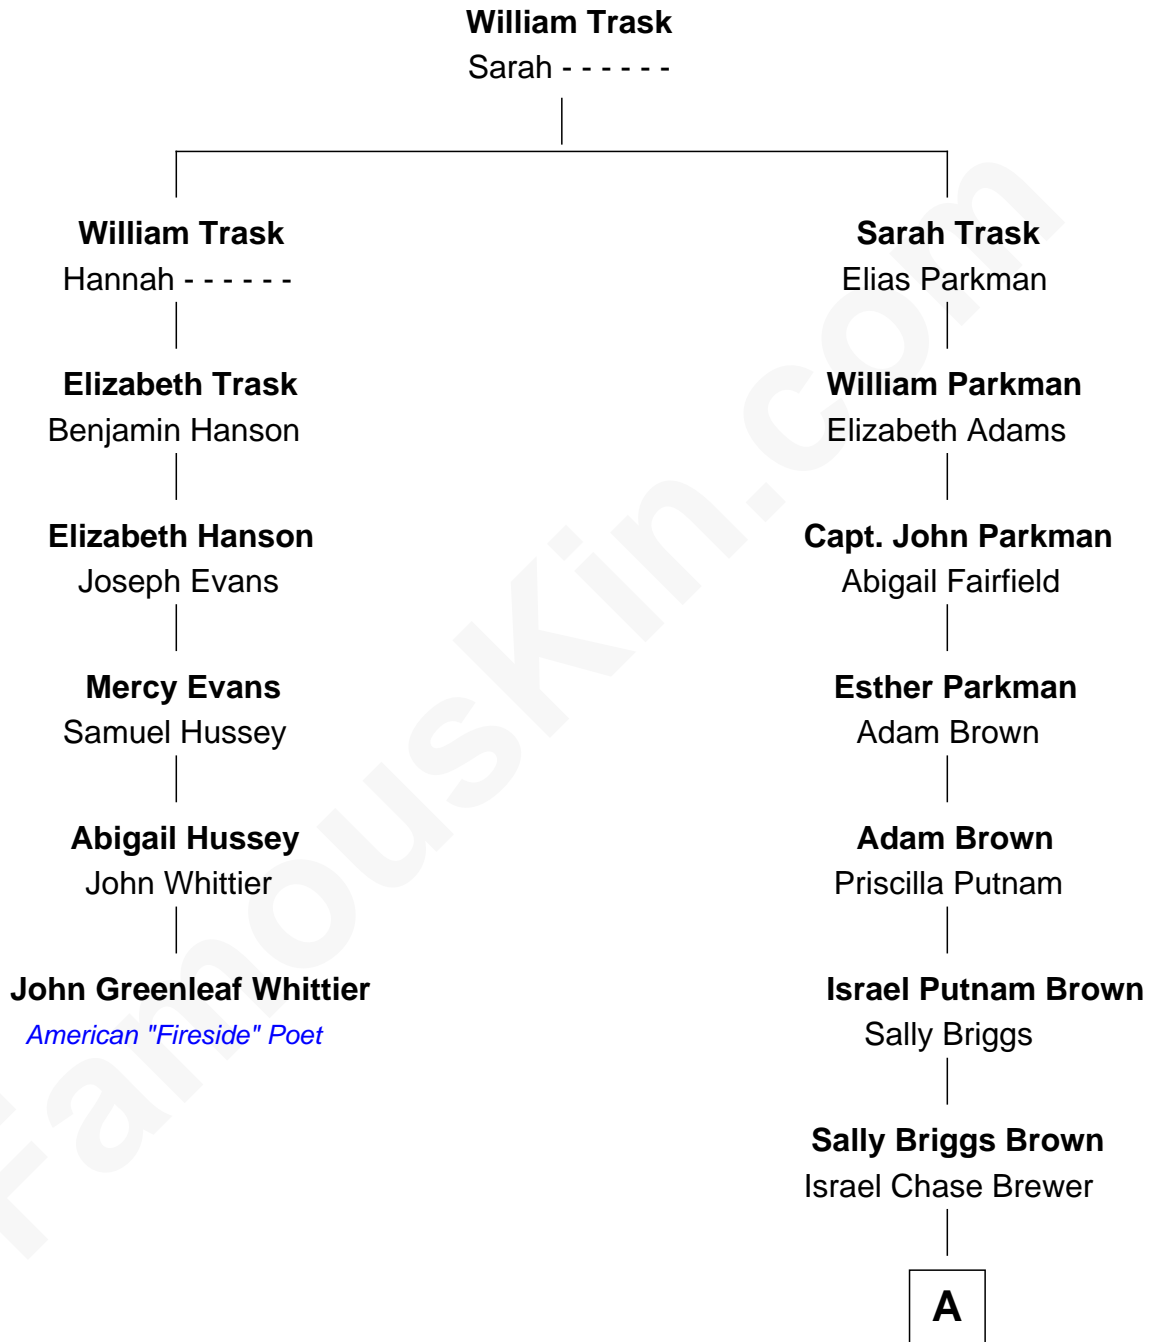 William Trask
Sarah - - - - - -
William Trask
Hannah - - - - - -
Sarah Trask
Elias Parkman
Elizabeth Trask
Benjamin Hanson
William Parkman
Elizabeth Adams
Elizabeth Hanson
Joseph Evans
Capt. John Parkman
Abigail Fairfield
Mercy Evans
Samuel Hussey
Esther Parkman
Adam Brown
Abigail Hussey
John Whittier
Adam Brown
Priscilla Putnam
John Greenleaf Whittier
American "Fireside" Poet
Israel Putnam Brown
Sally Briggs
Sally Briggs Brown
Israel Chase Brewer
A
FamousKin.com